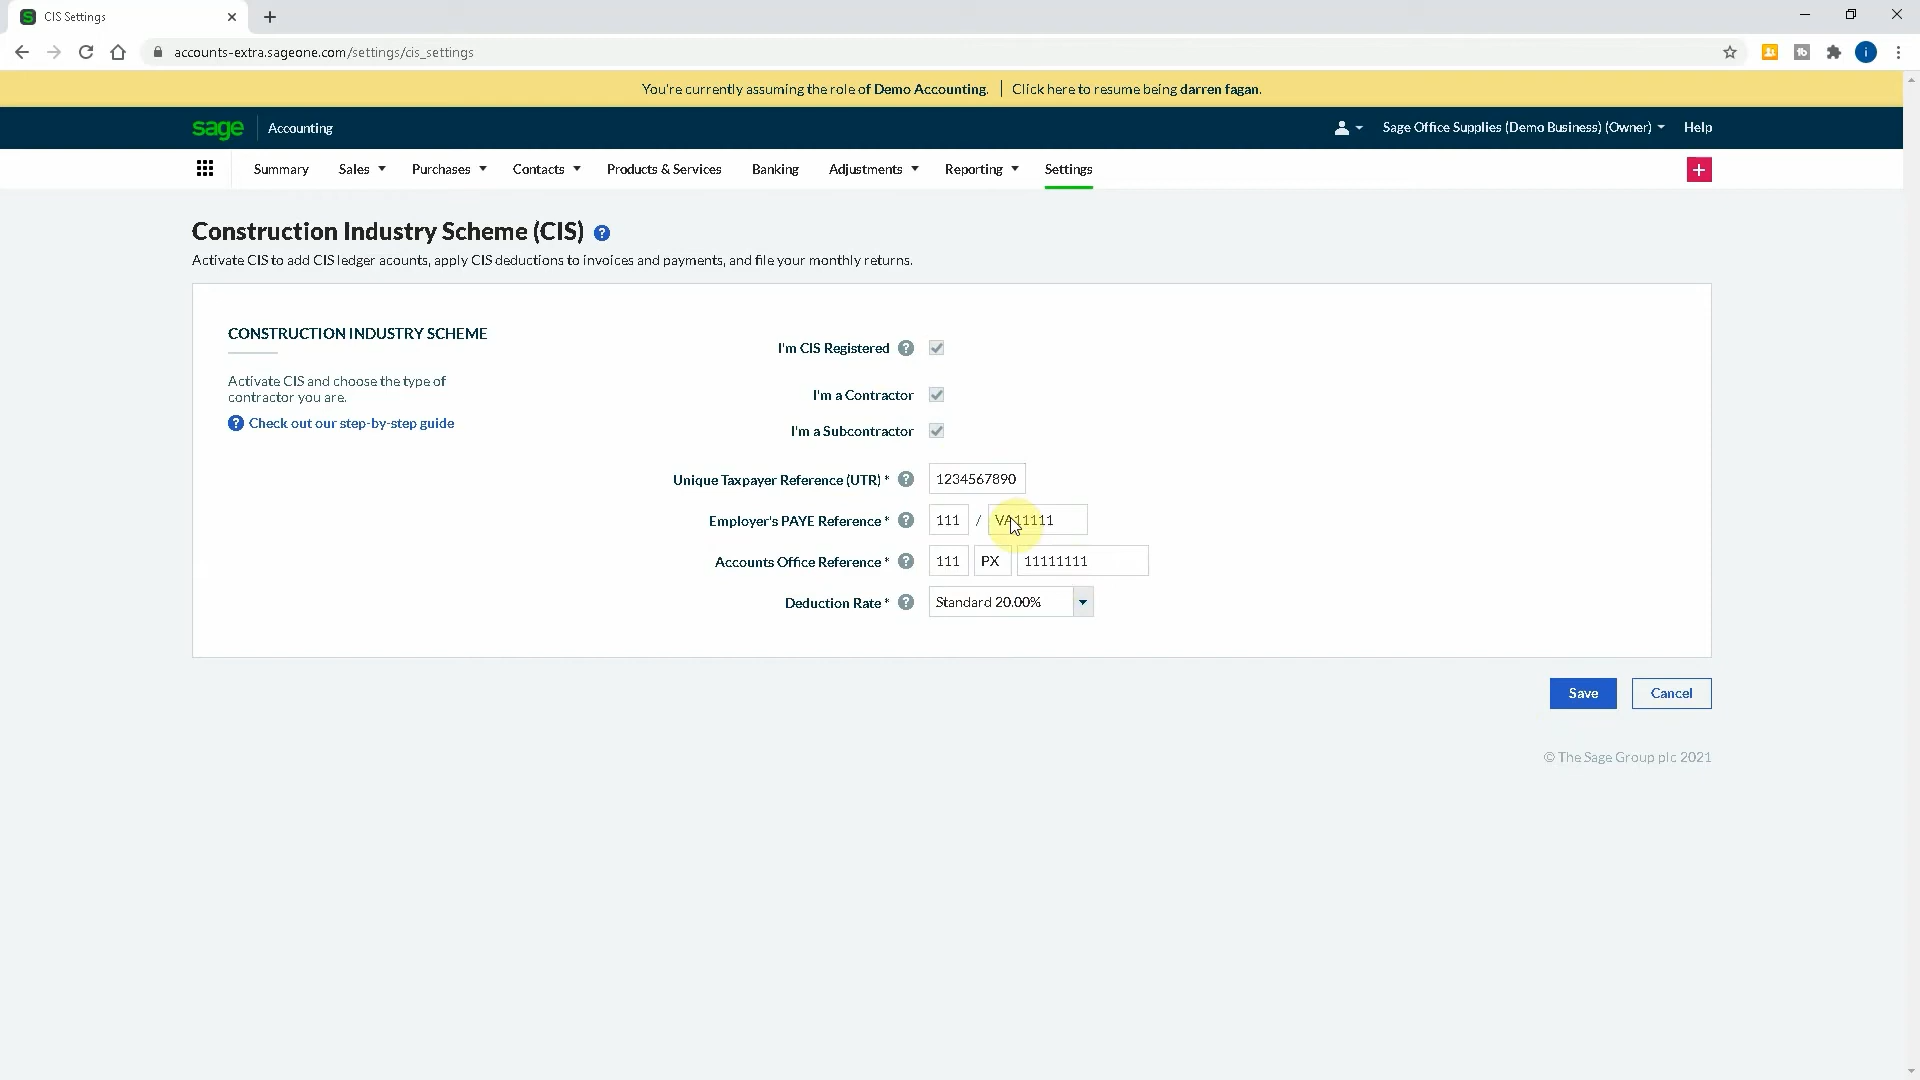 CIS Settings
accounts-extra.sageone.com/settings/cis_settings
You're currently assuming the role of Demo Accounting. | Click here to resume being darren fagan.
sage Accounting Sage Office Supplies (Demo Business) (Owner) Help
Summary Sales Purchases Contacts Products & Services Banking Adjustments Reporting Settings +
Construction Industry Scheme (CIS) ?
Activate CIS to add CIS ledger acounts, apply CIS deductions to invoices and payments, and file your monthly returns.
CONSTRUCTION INDUSTRY SCHEME
Activate CIS and choose the type of
contractor you are.
? Check out our step-by-step guide
I'm CIS Registered ?
I'm a Contractor
I'm a Subcontractor
Unique Taxpayer Reference (UTR) * ? 1234567890
Employer's PAYE Reference * ? 111 / VA11111
Accounts Office Reference * ? 111 PX 11111111
Deduction Rate * ? Standard 20.00%
Save Cancel
© The Sage Group plc 2021